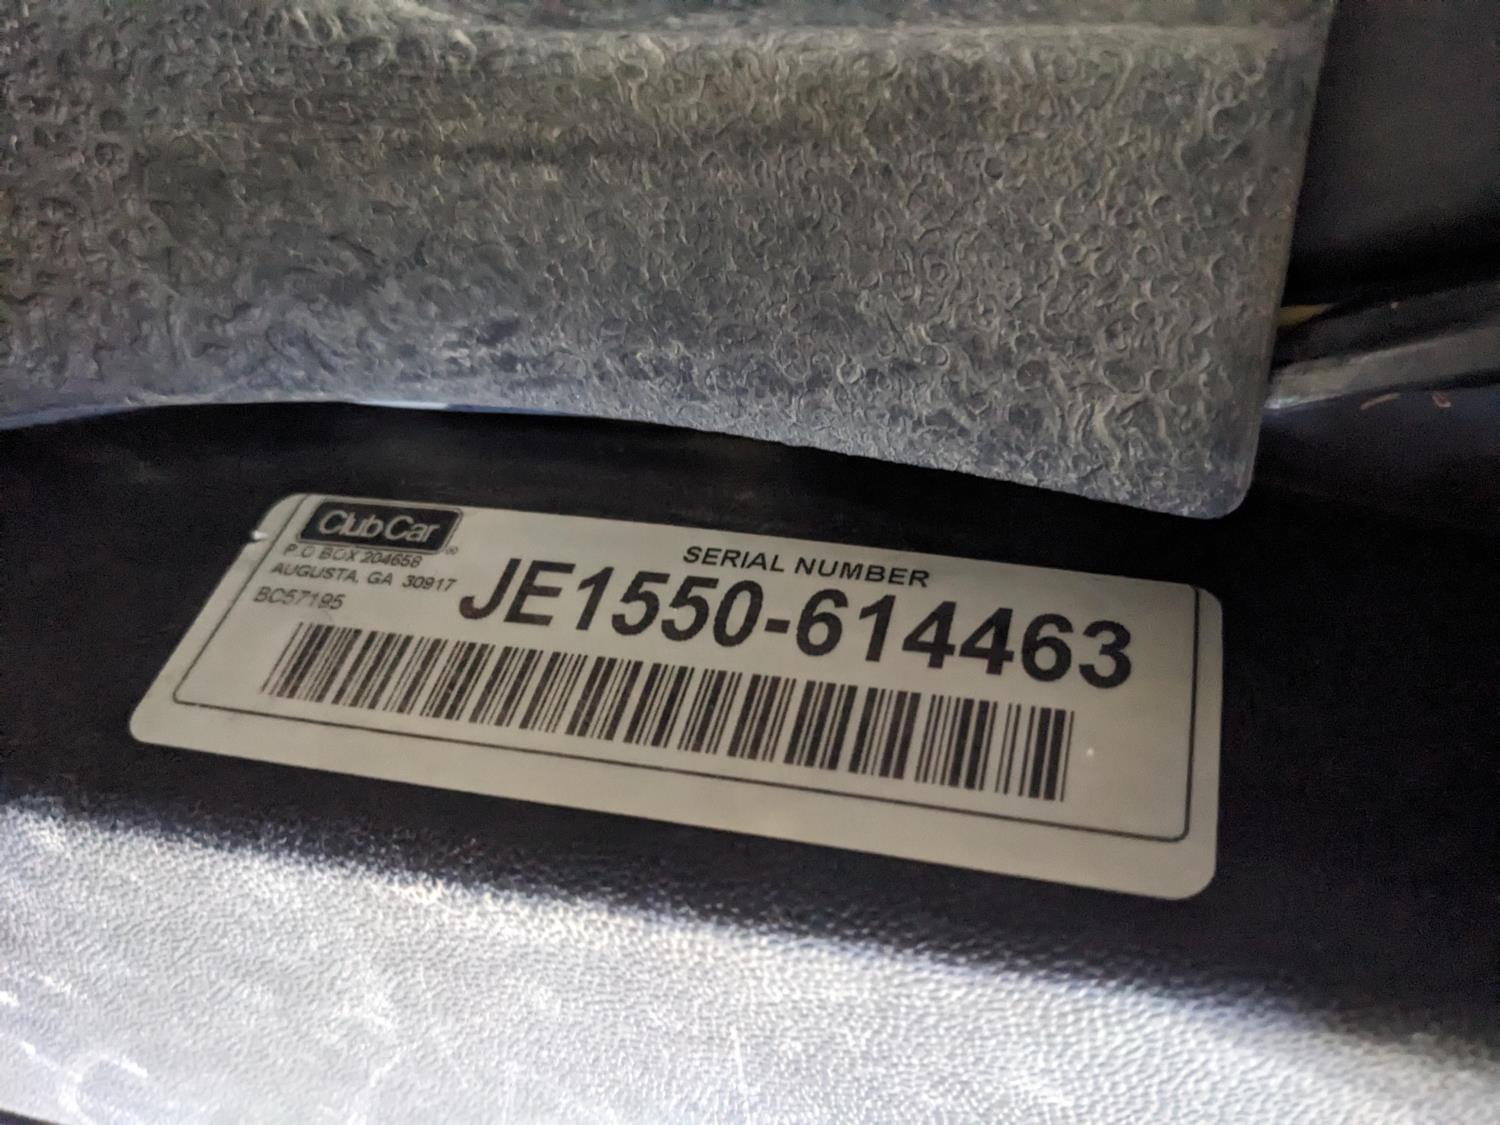 Club Car®
P.O BOX 204658
AUGUSTA, GA 30917
BC57195
SERIAL NUMBER
JE1550-614463